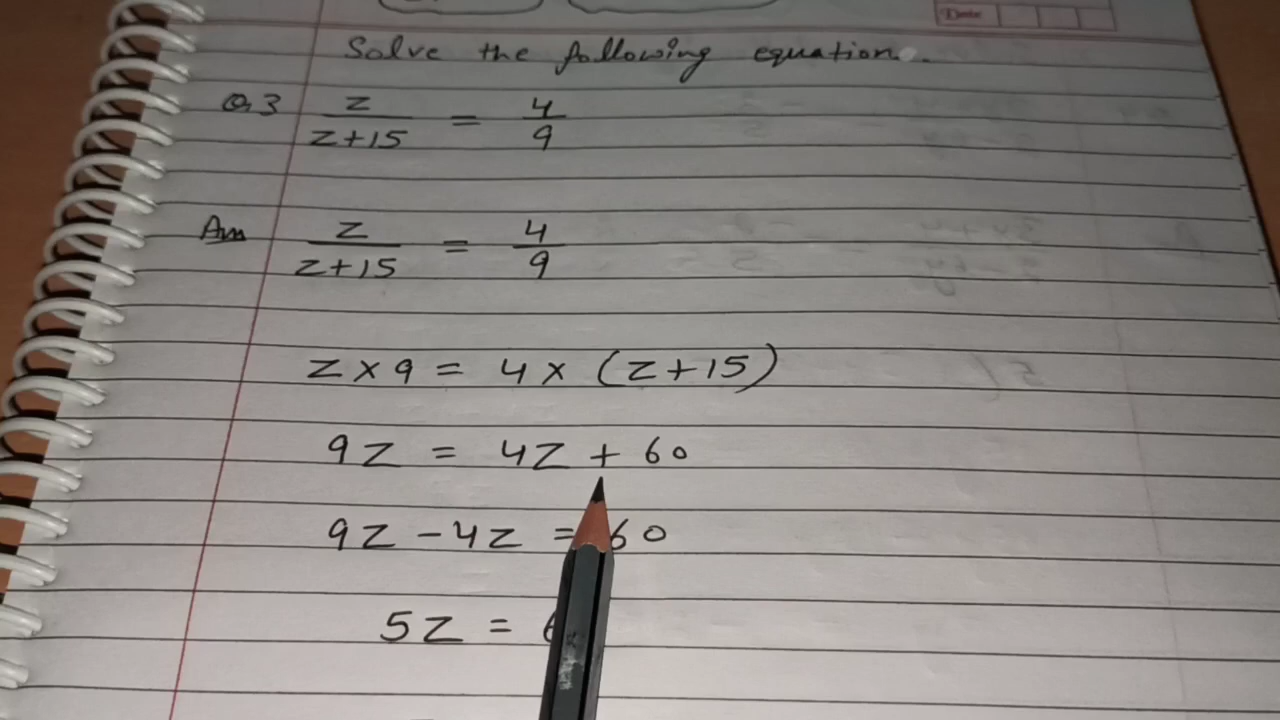 Date
Solve the following equation.
Q3 z/(z+15) = 4/9
Ans z/(z+15) = 4/9
z × 9 = 4 × (z+15)
9z = 4z + 60
9z - 4z = 60
5z = 6